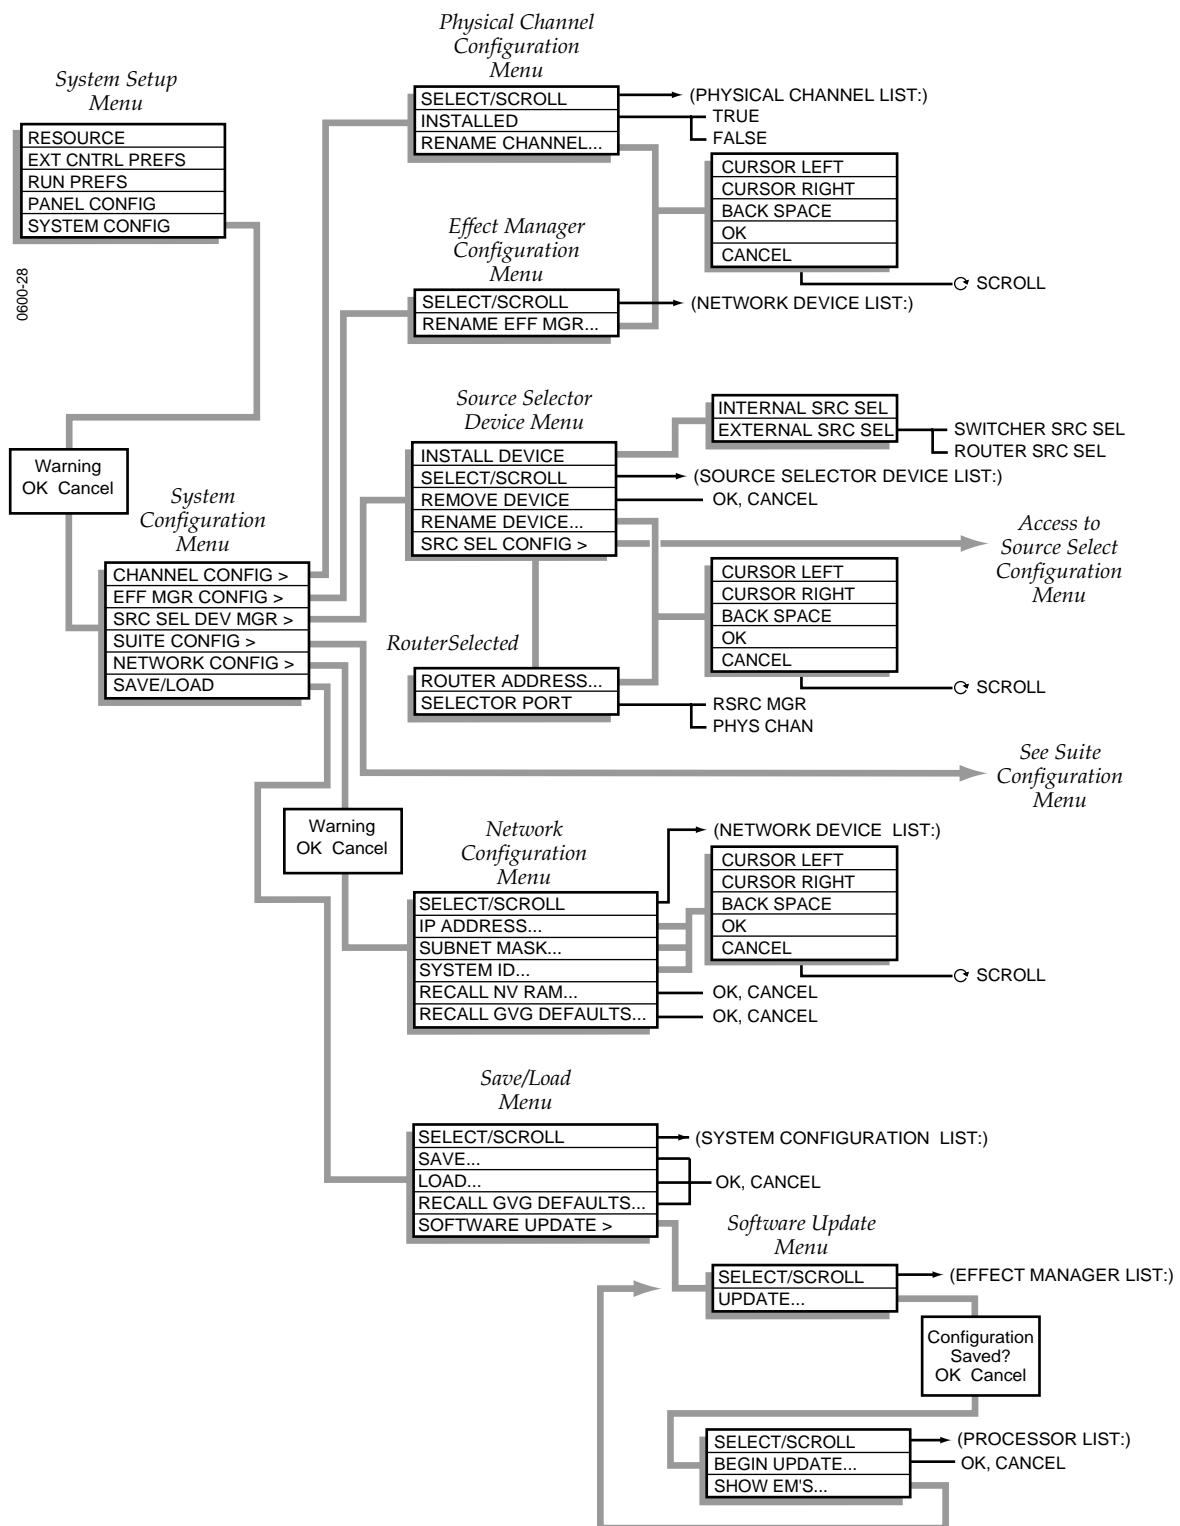 Physical Channel
Configuration
Menu
System Setup
Menu
SELECT/SCROLL
(PHYSICAL CHANNEL LIST:)
INSTALLED
TRUE
FALSE
RENAME CHANNEL...
RESOURCE
EXT CNTRL PREFS
RUN PREFS
PANEL CONFIG
SYSTEM CONFIG
CURSOR LEFT
CURSOR RIGHT
BACK SPACE
OK
CANCEL
SCROLL
0600-28
Effect Manager
Configuration
Menu
SELECT/SCROLL
(NETWORK DEVICE LIST:)
RENAME EFF MGR...
Source Selector
Device Menu
INTERNAL SRC SEL
EXTERNAL SRC SEL
SWITCHER SRC SEL
ROUTER SRC SEL
INSTALL DEVICE
SELECT/SCROLL
(SOURCE SELECTOR DEVICE LIST:)
REMOVE DEVICE
OK, CANCEL
RENAME DEVICE...
SRC SEL CONFIG >
Access to
Source Select
Configuration
Menu
Warning
OK Cancel
System
Configuration
Menu
CHANNEL CONFIG >
EFF MGR CONFIG >
SRC SEL DEV MGR >
SUITE CONFIG >
NETWORK CONFIG >
SAVE/LOAD
CURSOR LEFT
CURSOR RIGHT
BACK SPACE
OK
CANCEL
SCROLL
RouterSelected
ROUTER ADDRESS...
SELECTOR PORT
RSRC MGR
PHYS CHAN
See Suite
Configuration
Menu
Warning
OK Cancel
Network
Configuration
Menu
(NETWORK DEVICE LIST:)
SELECT/SCROLL
IP ADDRESS...
SUBNET MASK...
SYSTEM ID...
RECALL NV RAM...
OK, CANCEL
RECALL GVG DEFAULTS...
OK, CANCEL
CURSOR LEFT
CURSOR RIGHT
BACK SPACE
OK
CANCEL
SCROLL
Save/Load
Menu
SELECT/SCROLL
(SYSTEM CONFIGURATION LIST:)
SAVE...
LOAD...
OK, CANCEL
RECALL GVG DEFAULTS...
SOFTWARE UPDATE >
Software Update
Menu
SELECT/SCROLL
(EFFECT MANAGER LIST:)
UPDATE...
Configuration
Saved?
OK Cancel
SELECT/SCROLL
(PROCESSOR LIST:)
BEGIN UPDATE...
OK, CANCEL
SHOW EM'S...